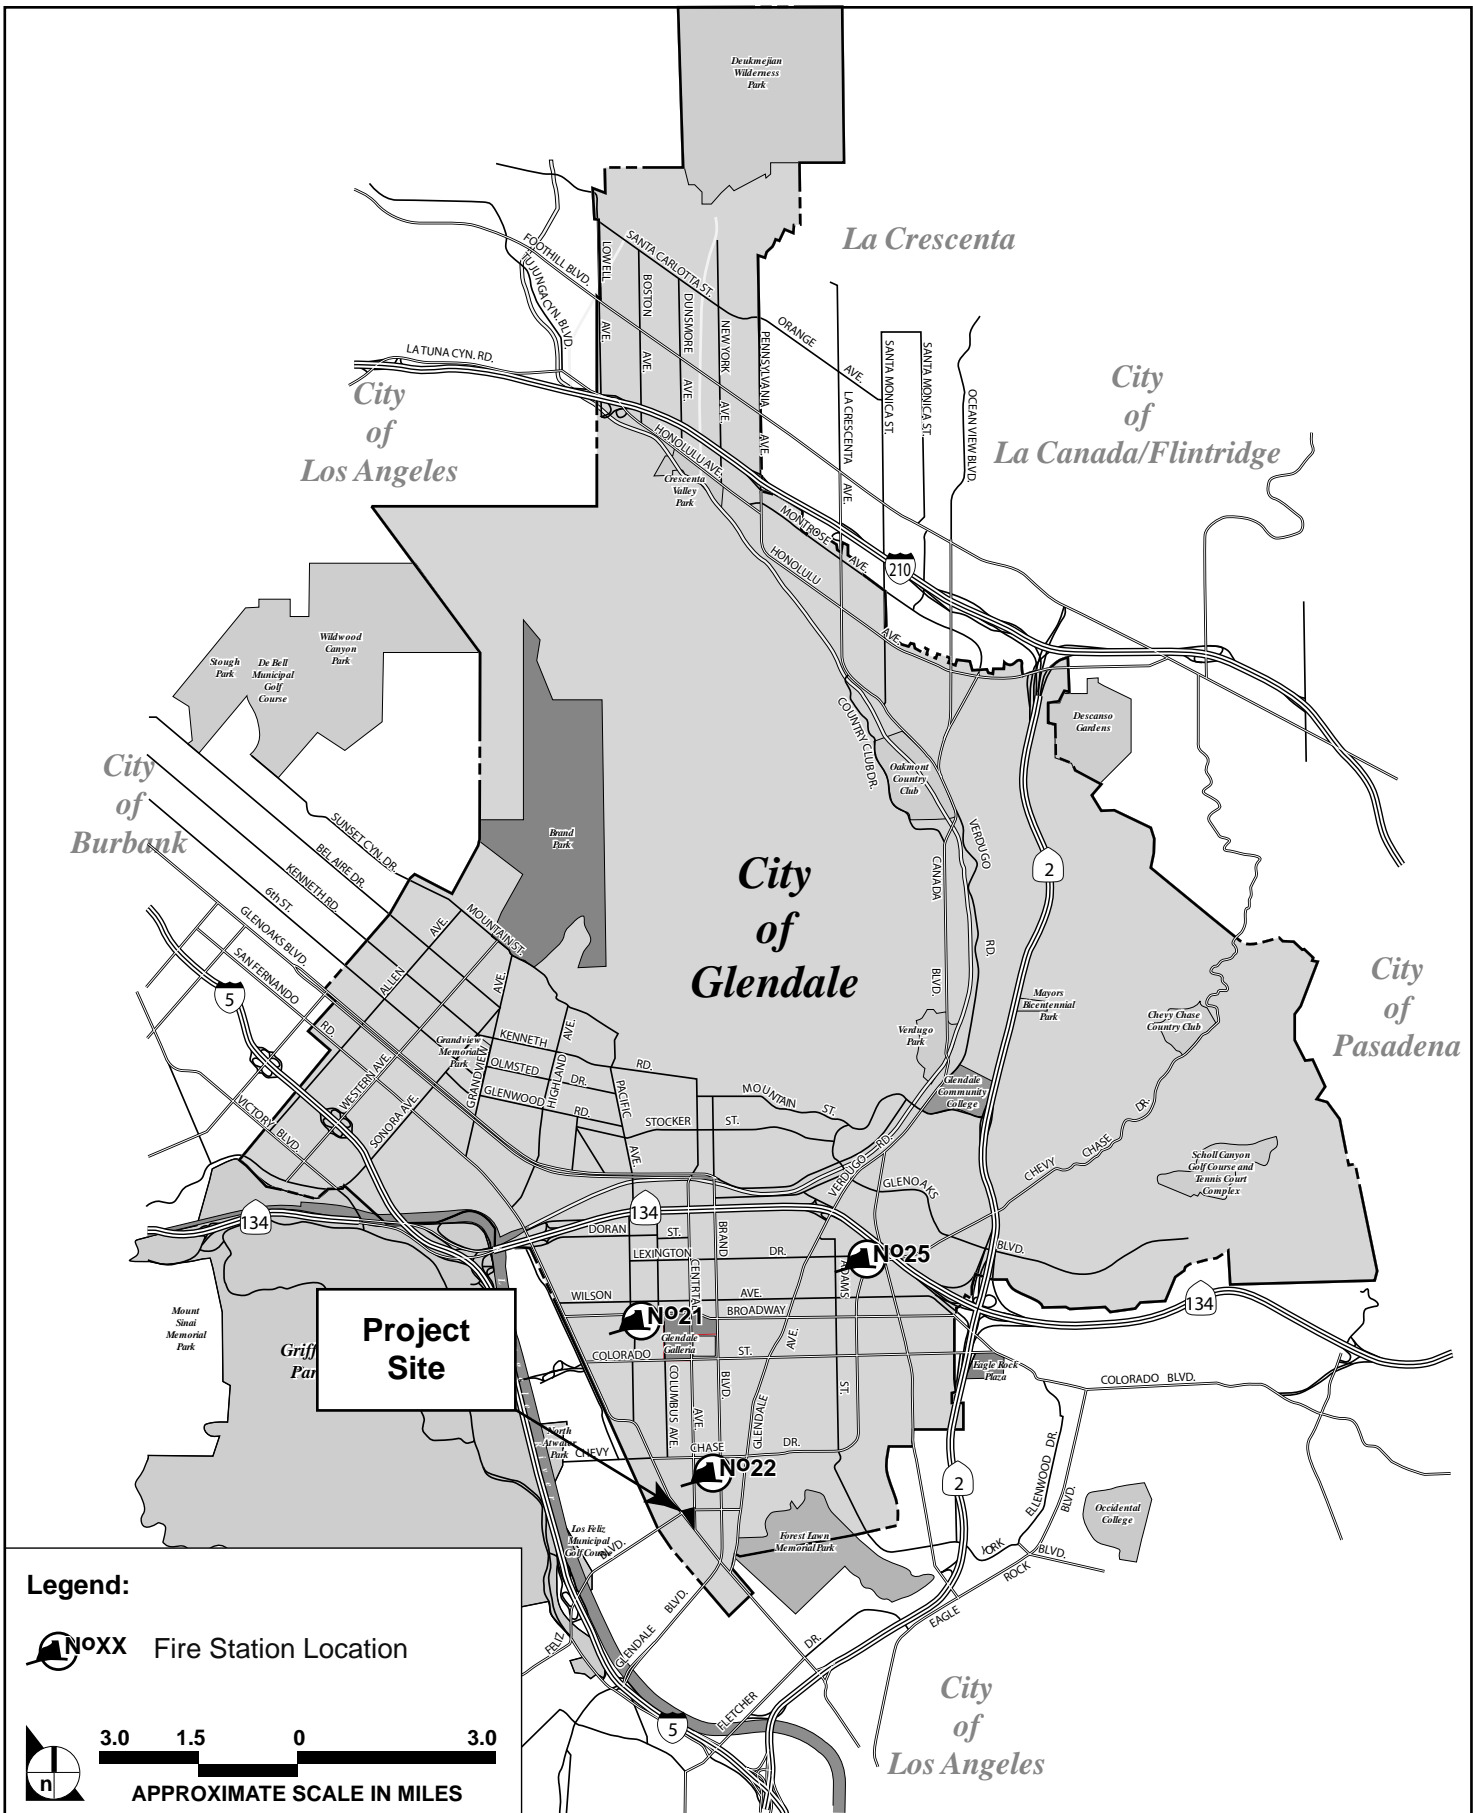 Deukmejian
Wilderness
Park
La Crescenta
FOOTHILL BLVD.
TUJUNGA CYN. BLVD.
LOWELL
AVE.
SANTA CARLOTTA ST.
BOSTON
AVE.
DUNSMORE
AVE.
NEW YORK
AVE.
PENNSYLVANIA
AVE.
ORANGE
AVE.
LA CRESCENTA
AVE.
SANTA MONICA ST.
SANTA MONICA ST.
OCEAN VIEW BLVD.
LA TUNA CYN. RD.
City
of
Los Angeles
City
of
La Canada/Flintridge
HONOLULU AVE.
Crescenta
Valley
Park
MONTROSE
AVE.
HONOLULU
AVE.
210
Wildwood
Canyon
Park
Stough
Park
De Bell
Municipal
Golf
Course
Descanso
Gardens
COUNTRY CLUB DR.
Oakmont
Country
Club
City
of
Burbank
SUNSET CYN. DR.
BEL AIRE DR.
KENNETH RD.
6th ST.
GLENOAKS BLVD.
SAN FERNANDO
RD.
Brand
Park
VERDUGO
RD.
CANADA
BLVD.
2
City
of
Glendale
MOUNTAIN ST.
ALLEN
AVE.
AVE.
GRANDVIEW
5
City
of
Pasadena
Mayors
Bicentennial
Park
Chevy Chase
Country Club
Verdugo
Park
Grandview
Memorial
Park
KENNETH
RD.
HIGHLAND
AVE.
OLMSTED
DR.
GLENWOOD
RD.
PACIFIC
AVE.
WESTERN AVE.
SONORA AVE.
VICTORY BLVD.
Glendale
Community
College
MOUNTAIN
ST.
STOCKER
ST.
CHEVY
CHASE
DR.
VERDUGO
RD.
GLENOAKS
BLVD.
Scholl Canyon
Golf Course and
Tennis Court
Complex
134
134
DORAN
ST.
LEXINGTON
DR.
BRAND
BLVD.
CENTRTAL
AVE.
ADAMS
ST.
NO25
WILSON
AVE.
BROADWAY
134
NO21
Glendale
Galleria
COLORADO
ST.
Mount
Sinai
Memorial
Park
Griff
Par
Project
Site
COLUMBUS AVE.
GLENDALE
AVE.
Eagle Rock
Plaza
COLORADO BLVD.
North
Atwater
Park
CHEVY
CHASE
DR.
NO22
2
ELLENWOOD DR.
BLVD.
Occidental
College
Los Feliz
Municipal
Golf Course
BLVD.
Forest Lawn
Memorial Park
YORK
BLVD.
ROCK
EAGLE
FELIZ
GLENDALE
BLVD.
FLETCHER
DR.
5
City
of
Los Angeles
Legend:
NOXX Fire Station Location
3.0 1.5 0 3.0
n
APPROXIMATE SCALE IN MILES